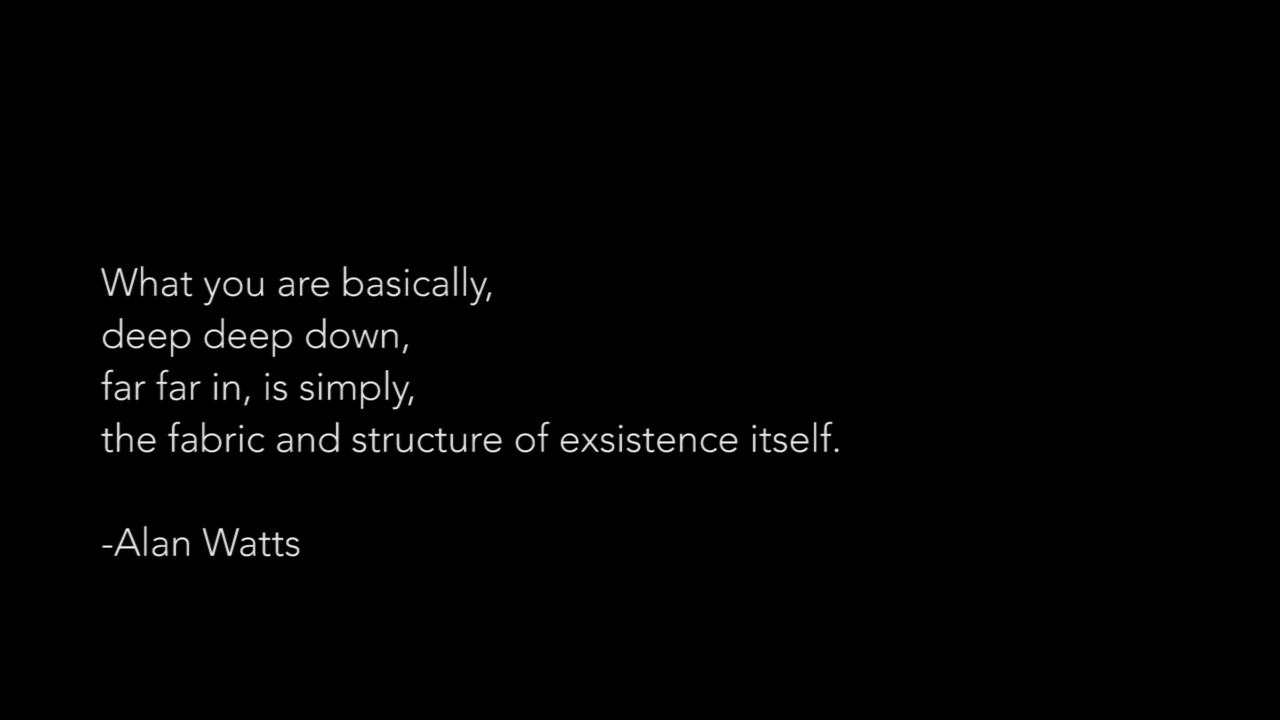 What you are basically,
deep deep down,
far far in, is simply,
the fabric and structure of exsistence itself.
-Alan Watts